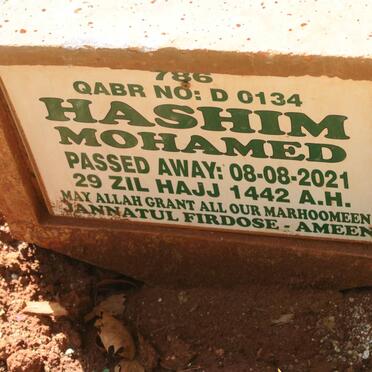 786
QABR NO: D 0134
HASHIM
MOHAMED
PASSED AWAY: 08-08-2021
29 ZIL HAJJ 1442 A.H.
MAY ALLAH GRANT ALL OUR MARHOOMEEN
YANNATUL FIRDOSE - AMEEN